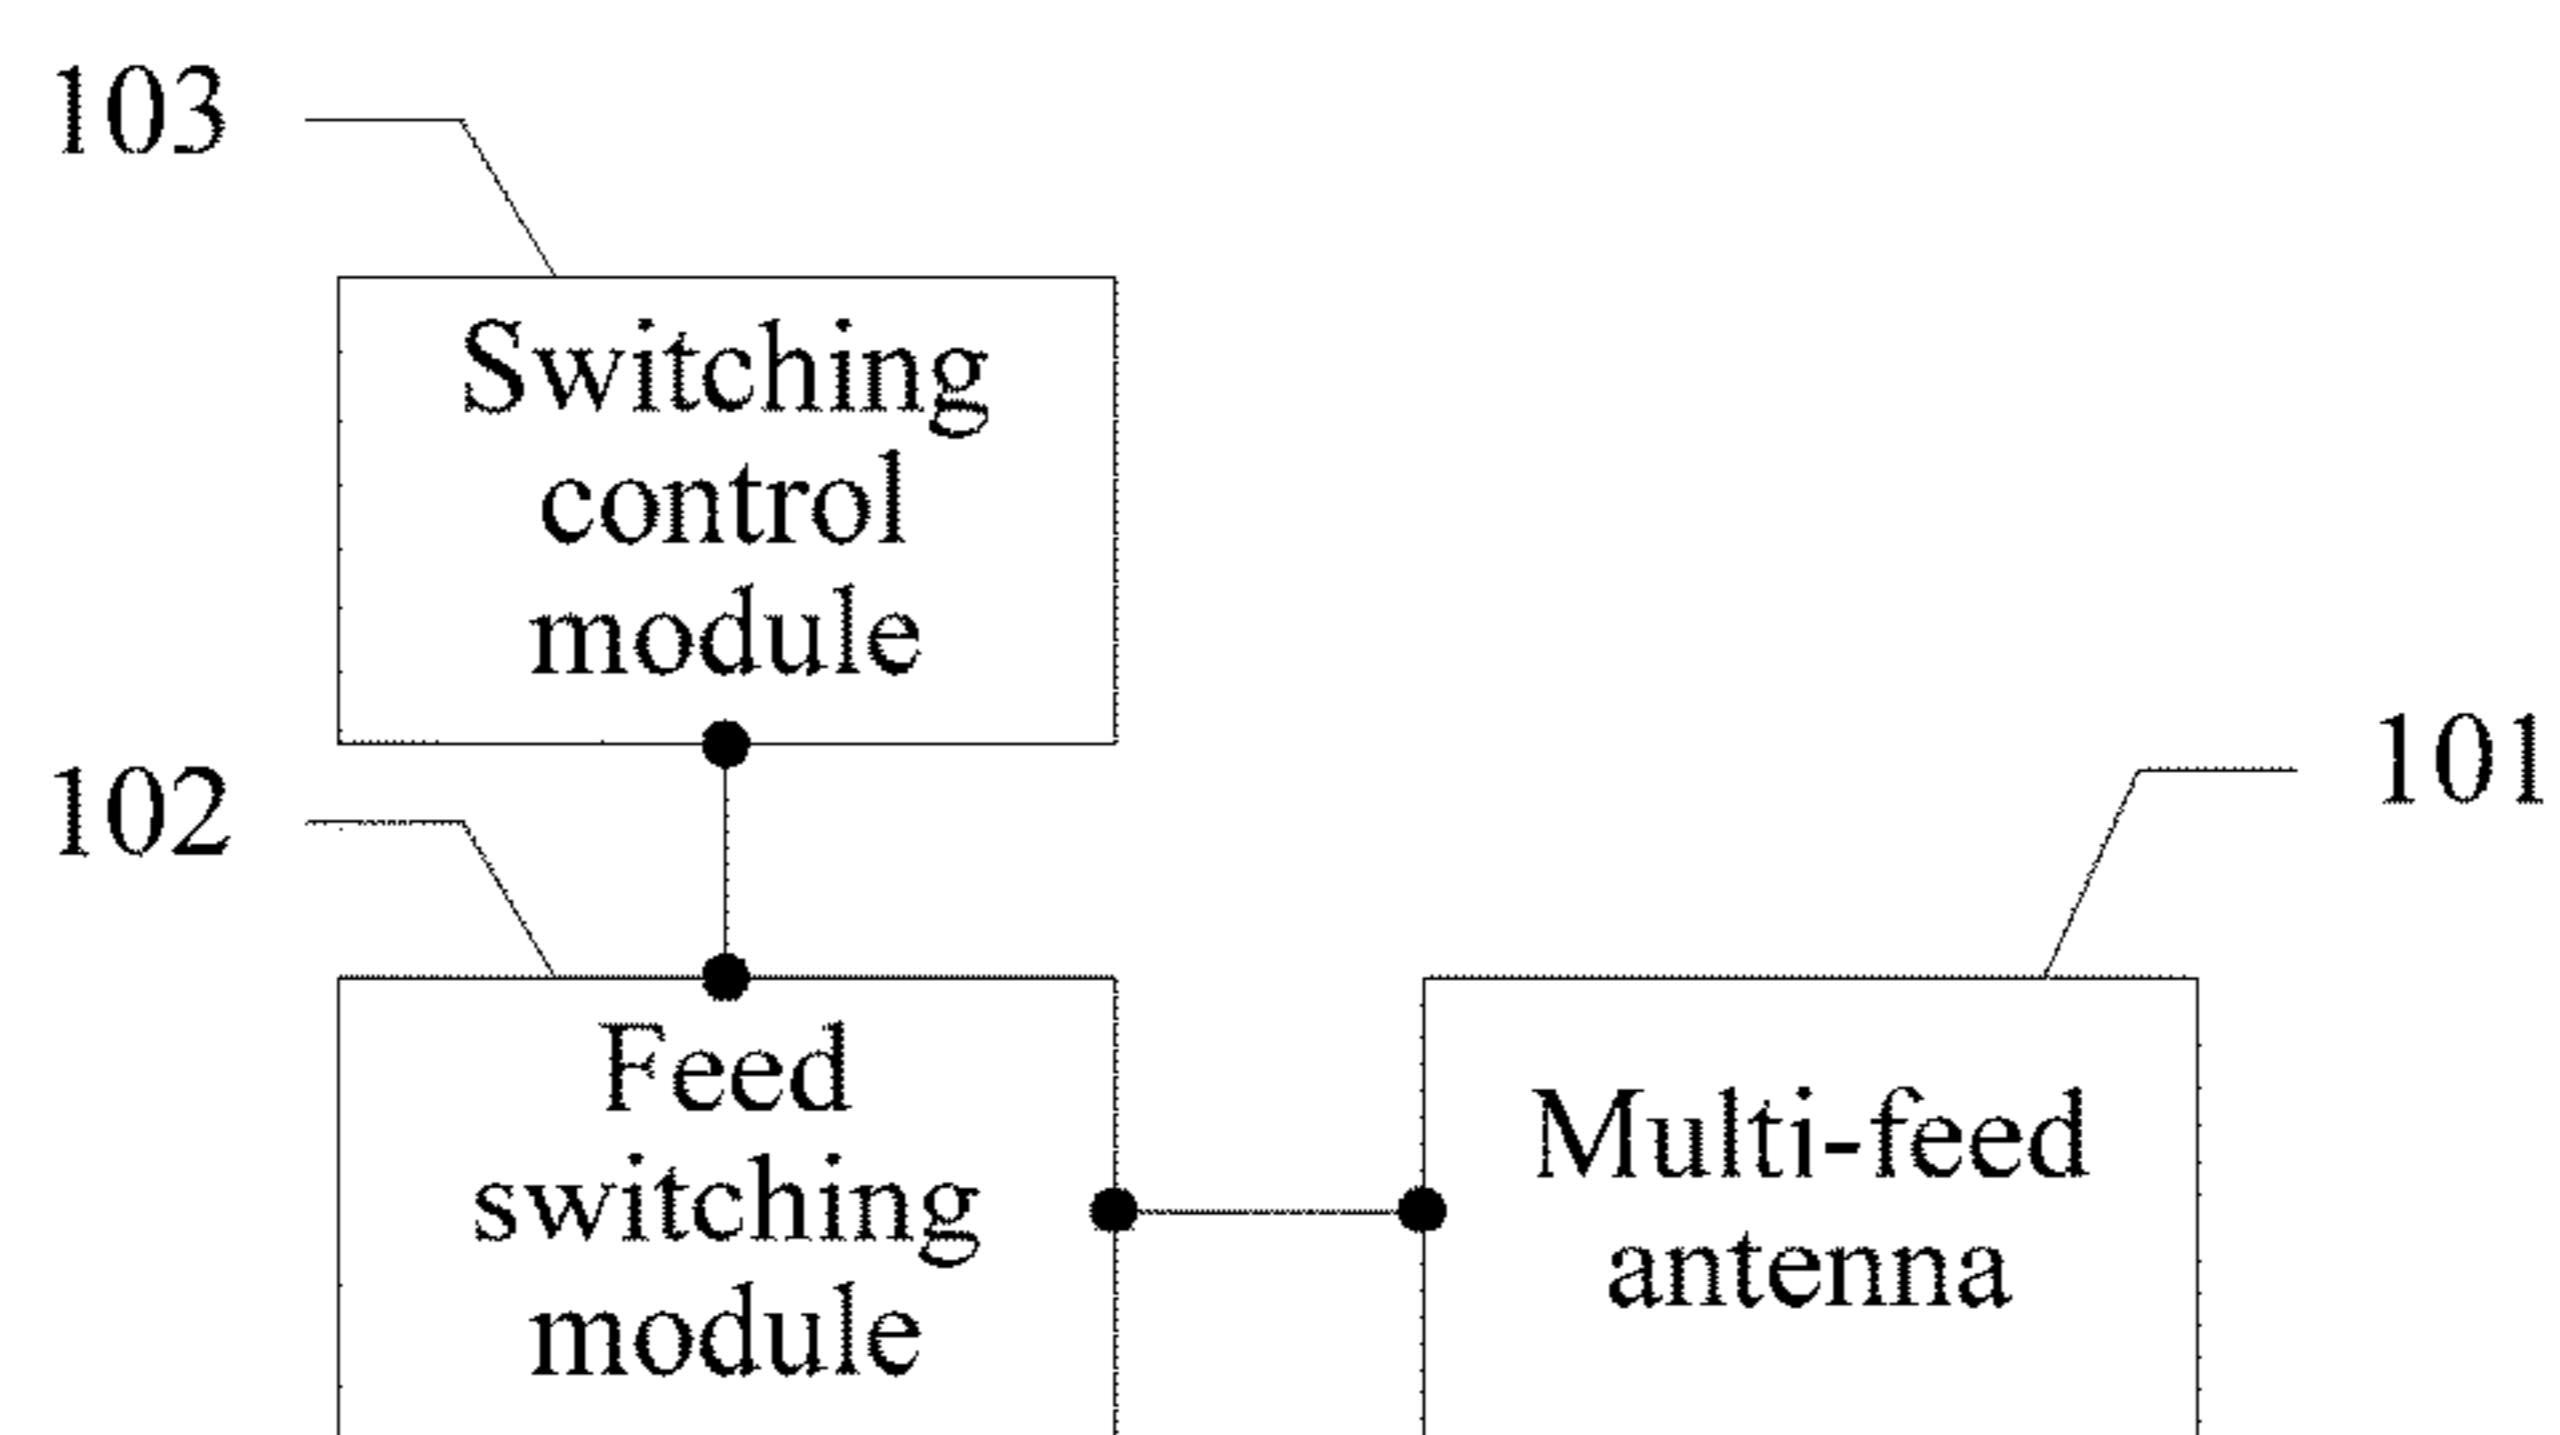 103
Switching
control
module
102
101
Feed
switching
module
Multi-feed
antenna